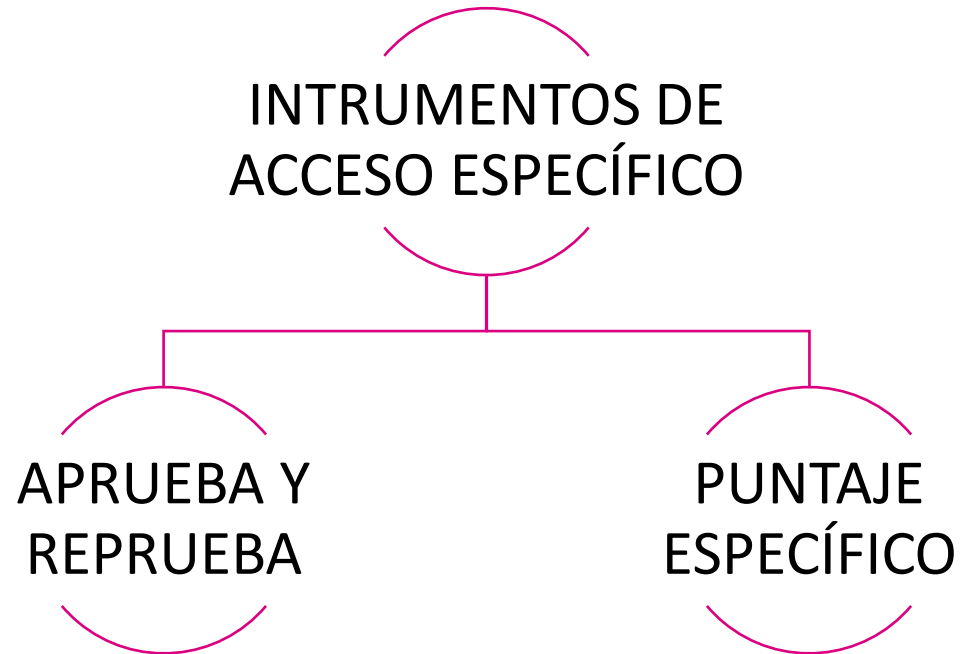 INTRUMENTOS DE
ACCESO ESPECÍFICO
APRUEBA Y
REPRUEBA
PUNTAJE
ESPECÍFICO